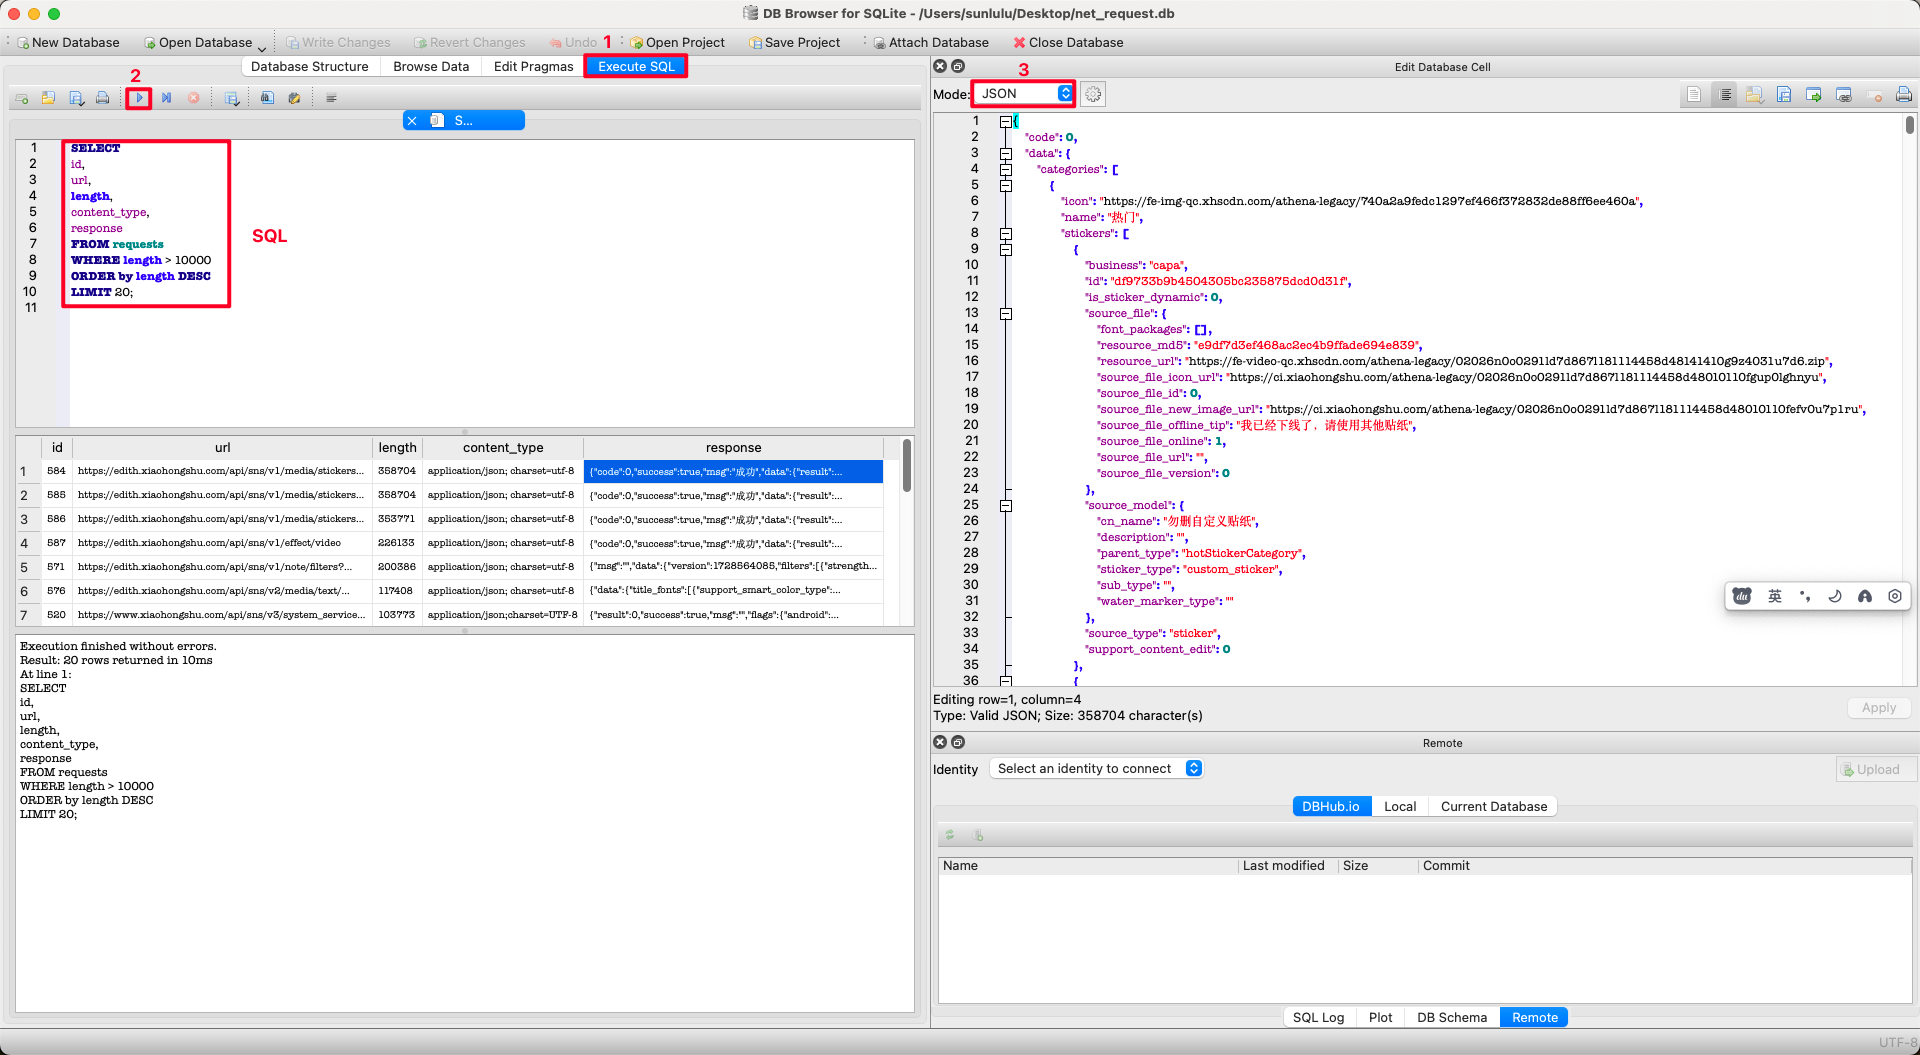 DB Browser for SQLite - /Users/sunlulu/Desktop/net_request.db
New Database Open Database Write Changes Revert Changes Undo 1 Open Project Save Project Attach Database Close Database
2 Database Structure Browse Data Edit Pragmas Execute SQL
S...
1 SELECT
2 id,
3 url,
4 length,
5 content_type,
6 response
7 FROM requests
8 WHERE length > 10000
9 ORDER by length DESC
10 LIMIT 20;
11
SQL
id url length content_type response
1 584 https://edith.xiaohongshu.com/api/sns/v1/media/stickers... 358704 application/json; charset=utf-8 {"code":0,"success":true,"msg":"成功","data":{"result":...
2 585 https://edith.xiaohongshu.com/api/sns/v1/media/stickers... 358704 application/json; charset=utf-8 {"code":0,"success":true,"msg":"成功","data":{"result":...
3 586 https://edith.xiaohongshu.com/api/sns/v1/media/stickers... 353771 application/json; charset=utf-8 {"code":0,"success":true,"msg":"成功","data":{"result":...
4 587 https://edith.xiaohongshu.com/api/sns/v1/effect/video 226133 application/json; charset=utf-8 {"code":0,"success":true,"msg":"成功","data":{"result":...
5 571 https://edith.xiaohongshu.com/api/sns/v1/note/filters?... 200386 application/json; charset=utf-8 {"msg":"","data":{"version":1728564085,"filters":[{"strength...
6 576 https://edith.xiaohongshu.com/api/sns/v2/media/text/... 117408 application/json; charset=utf-8 {"data":{"title_fonts":[{"support_smart_color_type":...
7 520 https://www.xiaohongshu.com/api/sns/v3/system_service... 103773 application/json;charset=UTF-8 {"result":0,"success":true,"msg":"","flags":{"android":...
Execution finished without errors.
Result: 20 rows returned in 10ms
At line 1:
SELECT
id,
url,
length,
content_type,
response
FROM requests
WHERE length > 10000
ORDER by length DESC
LIMIT 20;
Edit Database Cell
3
Mode: JSON
1 {
2 "code": 0,
3 "data": {
4 "categories": [
5 {
6 "icon": "https://fe-img-qc.xhscdn.com/athena-legacy/740a2a9fedc1297ef466f372832de88ff6ee460a",
7 "name": "热门",
8 "stickers": [
9 {
10 "business": "capa",
11 "id": "df9733b9b4504305bc235875dcd0d31f",
12 "is_sticker_dynamic": 0,
13 "source_file": {
14 "font_packages": [],
15 "resource_md5": "e9df7d3ef468ac2ec4b9ffade694e839",
16 "resource_url": "https://fe-video-qc.xhscdn.com/athena-legacy/02026n0o0291ld7d867l181114458d48141410g9z4031u7d6.zip",
17 "source_file_icon_url": "https://ci.xiaohongshu.com/athena-legacy/02026n0o0291ld7d867l181114458d48010110fgup0lghnyu",
18 "source_file_id": 0,
19 "source_file_new_image_url": "https://ci.xiaohongshu.com/athena-legacy/02026n0o0291ld7d867l181114458d48010110fefv0u7p1ru",
20 "source_file_offline_tip": "我已经下线了，请使用其他贴纸",
21 "source_file_online": 1,
22 "source_file_url": "",
23 "source_file_version": 0
24 },
25 "source_model": {
26 "cn_name": "勿删自定义贴纸",
27 "description": "",
28 "parent_type": "hotStickerCategory",
29 "sticker_type": "custom_sticker",
30 "sub_type": "",
31 "water_marker_type": ""
32 },
33 "source_type": "sticker",
34 "support_content_edit": 0
35 },
36 {
du 英
Editing row=1, column=4
Type: Valid JSON; Size: 358704 character(s)
Apply
Remote
Identity Select an identity to connect Upload
DBHub.io Local Current Database
Name Last modified Size Commit
SQL Log Plot DB Schema Remote
UTF-8